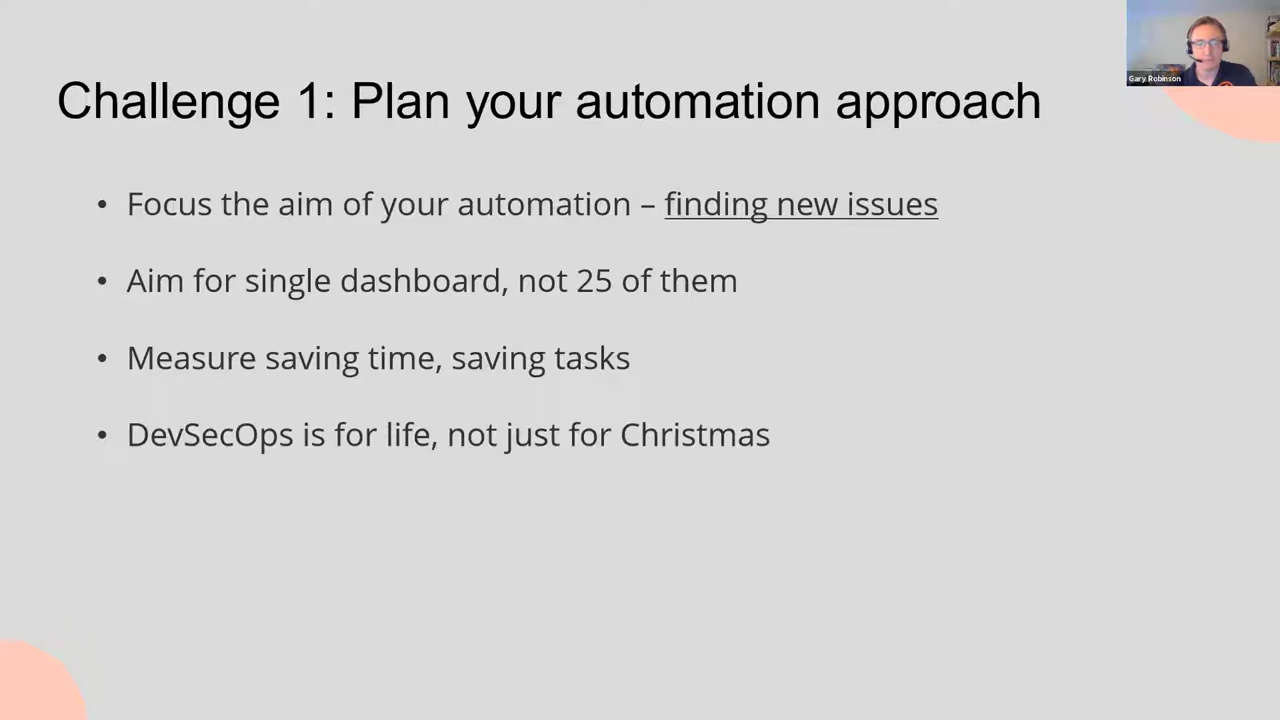 Gary Robinson
Challenge 1: Plan your automation approach
• Focus the aim of your automation – finding new issues
• Aim for single dashboard, not 25 of them
• Measure saving time, saving tasks
• DevSecOps is for life, not just for Christmas